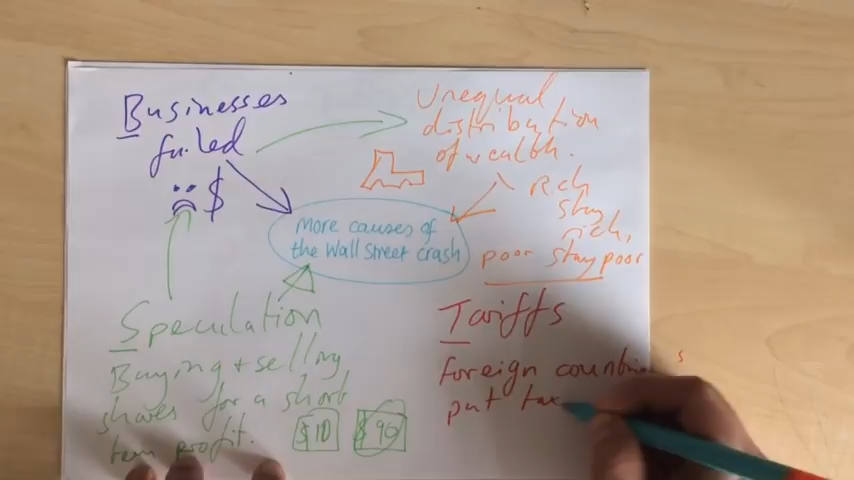 Businesses
failed
$
Unequal
distribution
of wealth.
Rich
stay
rich,
poor stay poor
More causes of
the Wall Street crash
Speculation
Buying + selling
shares for a short
term profit.
$10
$90
Tariffs
Foreign countries
put tax